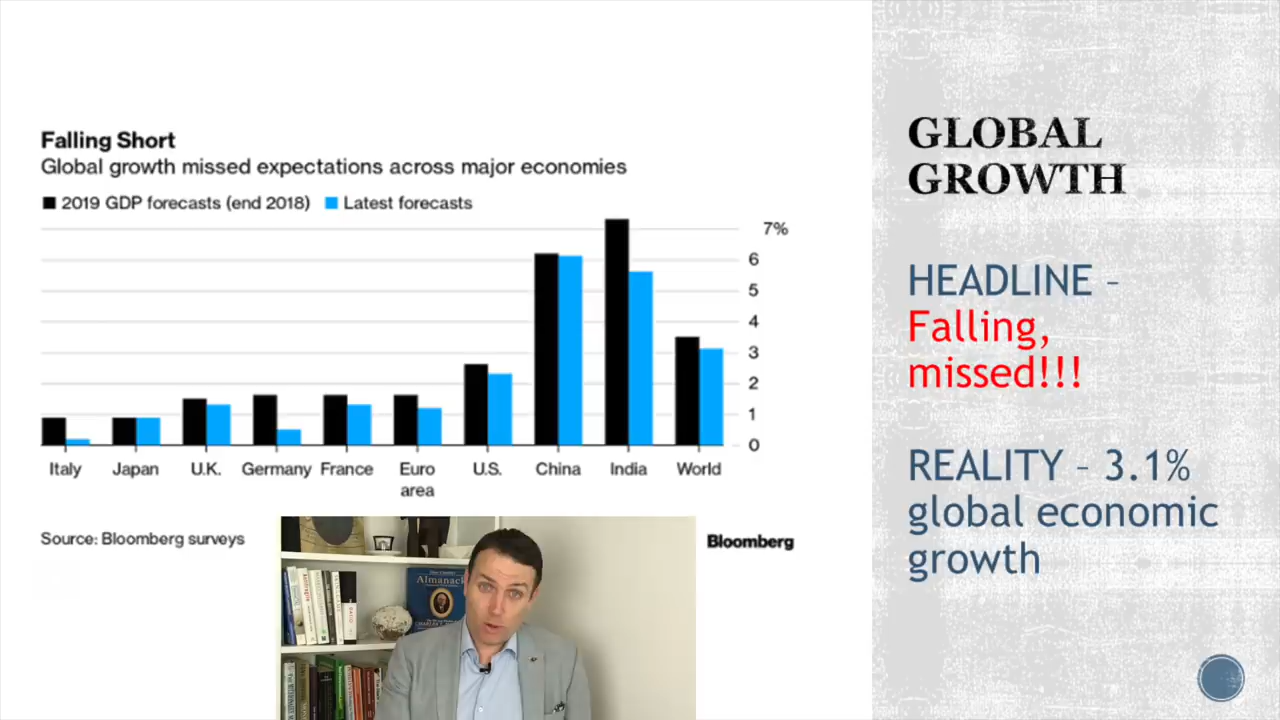 Falling Short
Global growth missed expectations across major economies
2019 GDP forecasts (end 2018) Latest forecasts
7%
6
5
4
3
2
1
0
Italy Japan U.K. Germany France Euro area U.S. China India World
Source: Bloomberg surveys
Bloomberg
Almanack
GLOBAL
GROWTH
HEADLINE –
Falling,
missed!!!
REALITY – 3.1%
global economic
growth